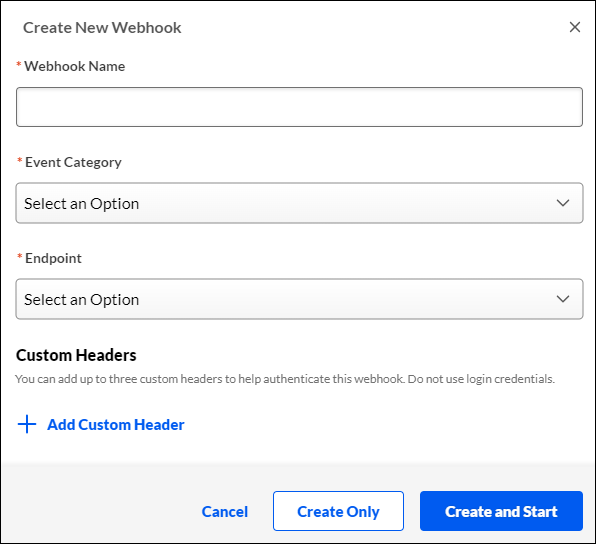 Create New Webhook
* Webhook Name
* Event Category
Select an Option
* Endpoint
Select an Option
Custom Headers
You can add up to three custom headers to help authenticate this webhook. Do not use login credentials.
Add Custom Header
Cancel Create Only Create and Start